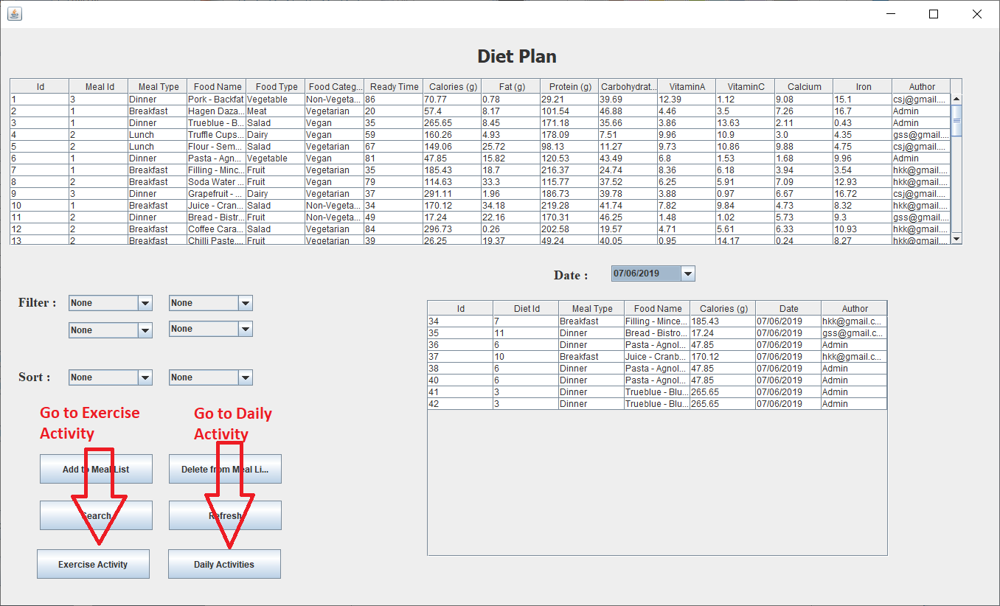 Diet Plan
Id Meal Id Meal Type Food Name Food Type Food Categ... Ready Time Calories (g) Fat (g) Protein (g) Carbohydrat... VitaminA VitaminC Calcium Iron Author
1 3 Dinner Pork - Backfat Vegetable Non-Vegeta... 86 70.77 0.78 29.21 39.69 12.39 1.12 9.08 15.1 csj@gmail....
2 1 Breakfast Hagen Daza... Meat Vegetarian 20 57.4 8.17 101.54 46.88 4.46 3.5 7.26 16.7 Admin
3 1 Dinner Trueblue - B... Salad Vegan 35 265.65 8.45 171.18 35.66 3.86 13.63 2.11 0.43 Admin
4 2 Lunch Truffle Cups... Dairy Vegan 59 160.26 4.93 178.09 7.51 9.96 10.9 3.0 4.35 gss@gmail....
5 2 Lunch Flour - Sem... Salad Vegetarian 67 149.06 25.72 98.13 11.27 9.73 10.86 9.88 4.75 csj@gmail....
6 1 Dinner Pasta - Agn... Vegetable Vegan 81 47.85 15.82 120.53 43.49 6.8 1.53 1.68 9.96 Admin
7 1 Breakfast Filling - Minc... Fruit Vegetarian 35 185.43 18.7 216.37 24.74 8.36 6.18 3.94 3.54 hkk@gmail....
8 2 Breakfast Soda Water ... Fruit Vegan 79 114.63 33.3 115.77 37.52 6.25 5.91 7.09 12.93 hkk@gmail....
9 3 Dinner Grapefruit - ... Dairy Vegetarian 37 291.11 1.96 186.73 39.78 3.88 0.97 6.67 16.72 csj@gmail....
10 1 Breakfast Juice - Cran... Salad Non-Vegeta... 34 170.12 34.18 219.28 41.74 7.82 9.84 4.73 8.32 hkk@gmail....
11 2 Dinner Bread - Bistr... Fruit Non-Vegeta... 49 17.24 22.16 170.31 46.25 1.48 1.02 5.73 9.3 gss@gmail....
12 2 Breakfast Coffee Cara... Salad Vegetarian 84 296.73 0.26 202.58 19.57 4.71 5.61 6.33 10.93 hkk@gmail....
13 2 Breakfast Chilli Paste,... Fruit Vegetarian 39 26.25 19.37 49.24 40.05 0.95 14.17 0.24 8.27 hkk@gmail....
Date : 07/06/2019
Filter : None None
None None
Sort : None None
Id Diet Id Meal Type Food Name Calories (g) Date Author
34 7 Breakfast Filling - Mince... 185.43 07/06/2019 hkk@gmail.c...
35 11 Dinner Bread - Bistro... 17.24 07/06/2019 gss@gmail.c...
36 6 Dinner Pasta - Agnol... 47.85 07/06/2019 Admin
37 10 Breakfast Juice - Cranb... 170.12 07/06/2019 hkk@gmail.c...
38 6 Dinner Pasta - Agnol... 47.85 07/06/2019 Admin
40 6 Dinner Pasta - Agnol... 47.85 07/06/2019 Admin
41 3 Dinner Trueblue - Blu... 265.65 07/06/2019 Admin
42 3 Dinner Trueblue - Blu... 265.65 07/06/2019 Admin
Go to Exercise
Activity
Go to Daily
Activity
Add to Meal List Delete from Meal Li...
Search Refresh
Exercise Activity Daily Activities